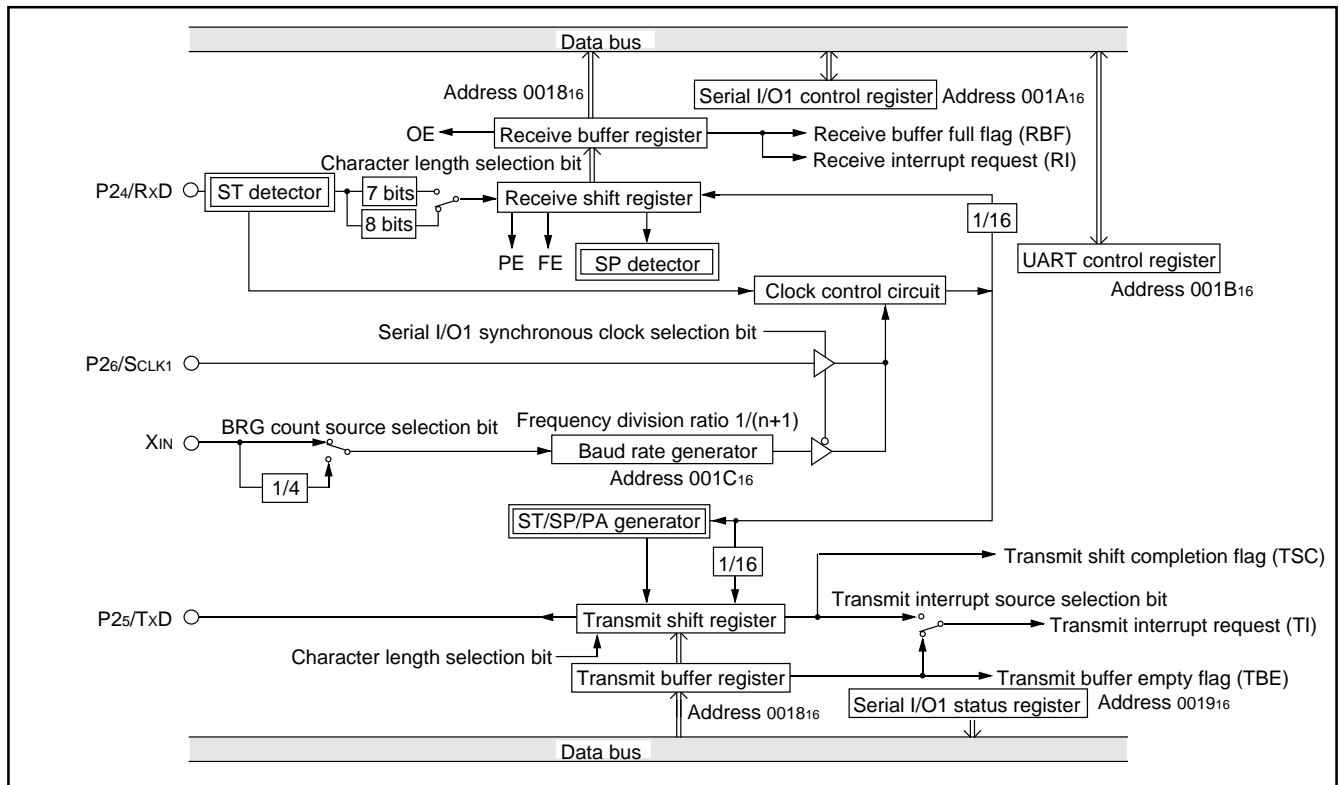 Data bus
Address 0018₁₆
Serial I/O1 control register Address 001A₁₆
OE Receive buffer register Receive buffer full flag (RBF)
Character length selection bit Receive interrupt request (RI)
P2₄/RxD ST detector 7 bits Receive shift register
8 bits
1/16
PE FE SP detector UART control register
Address 001B₁₆
Clock control circuit
Serial I/O1 synchronous clock selection bit
P2₆/SCLK1
BRG count source selection bit Frequency division ratio 1/(n+1)
XIN Baud rate generator
1/4 Address 001C₁₆
ST/SP/PA generator
1/16 Transmit shift completion flag (TSC)
Transmit interrupt source selection bit
P2₅/TxD Transmit shift register Transmit interrupt request (TI)
Character length selection bit
Transmit buffer register Transmit buffer empty flag (TBE)
Address 0018₁₆ Serial I/O1 status register Address 0019₁₆
Data bus